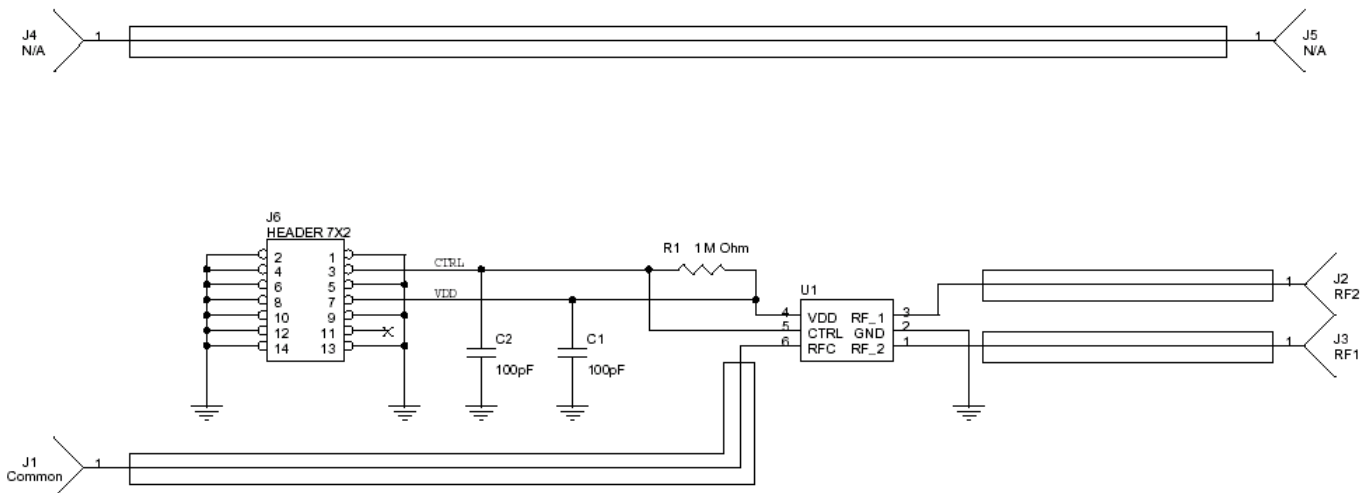 J4
N/A
1
1
J5
N/A
J6
HEADER 7X2
2 1
4 3
6 5
8 7
10 9
12 11
14 13
CTRL
VDD
R1 1M Ohm
C2
100pF
C1
100pF
U1
4 VDD RF_1 3
5 CTRL GND 2
6 RFC RF_2 1
1
J2
RF2
1
J3
RF1
J1
Common
1